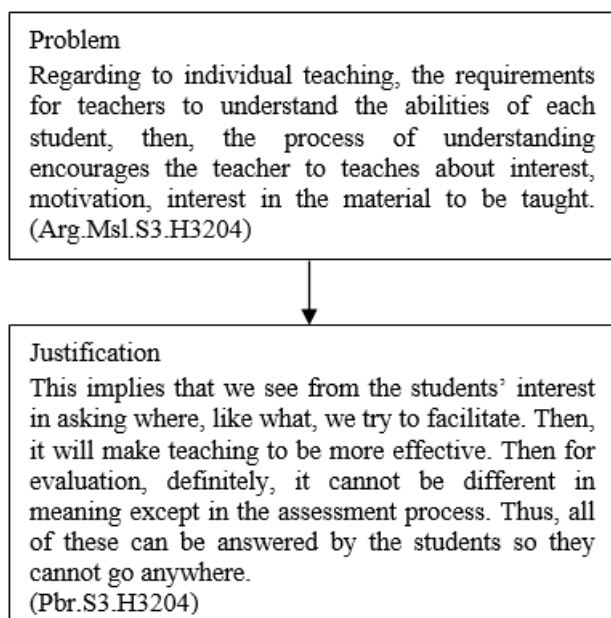 Problem
Regarding to individual teaching, the requirements
for teachers to understand the abilities of each
student, then, the process of understanding
encourages the teacher to teaches about interest,
motivation, interest in the material to be taught.
(Arg.Msl.S3.H3204)
Justification
This implies that we see from the students’ interest
in asking where, like what, we try to facilitate. Then,
it will make teaching to be more effective. Then for
evaluation, definitely, it cannot be different in
meaning except in the assessment process. Thus, all
of these can be answered by the students so they
cannot go anywhere.
(Pbr.S3.H3204)